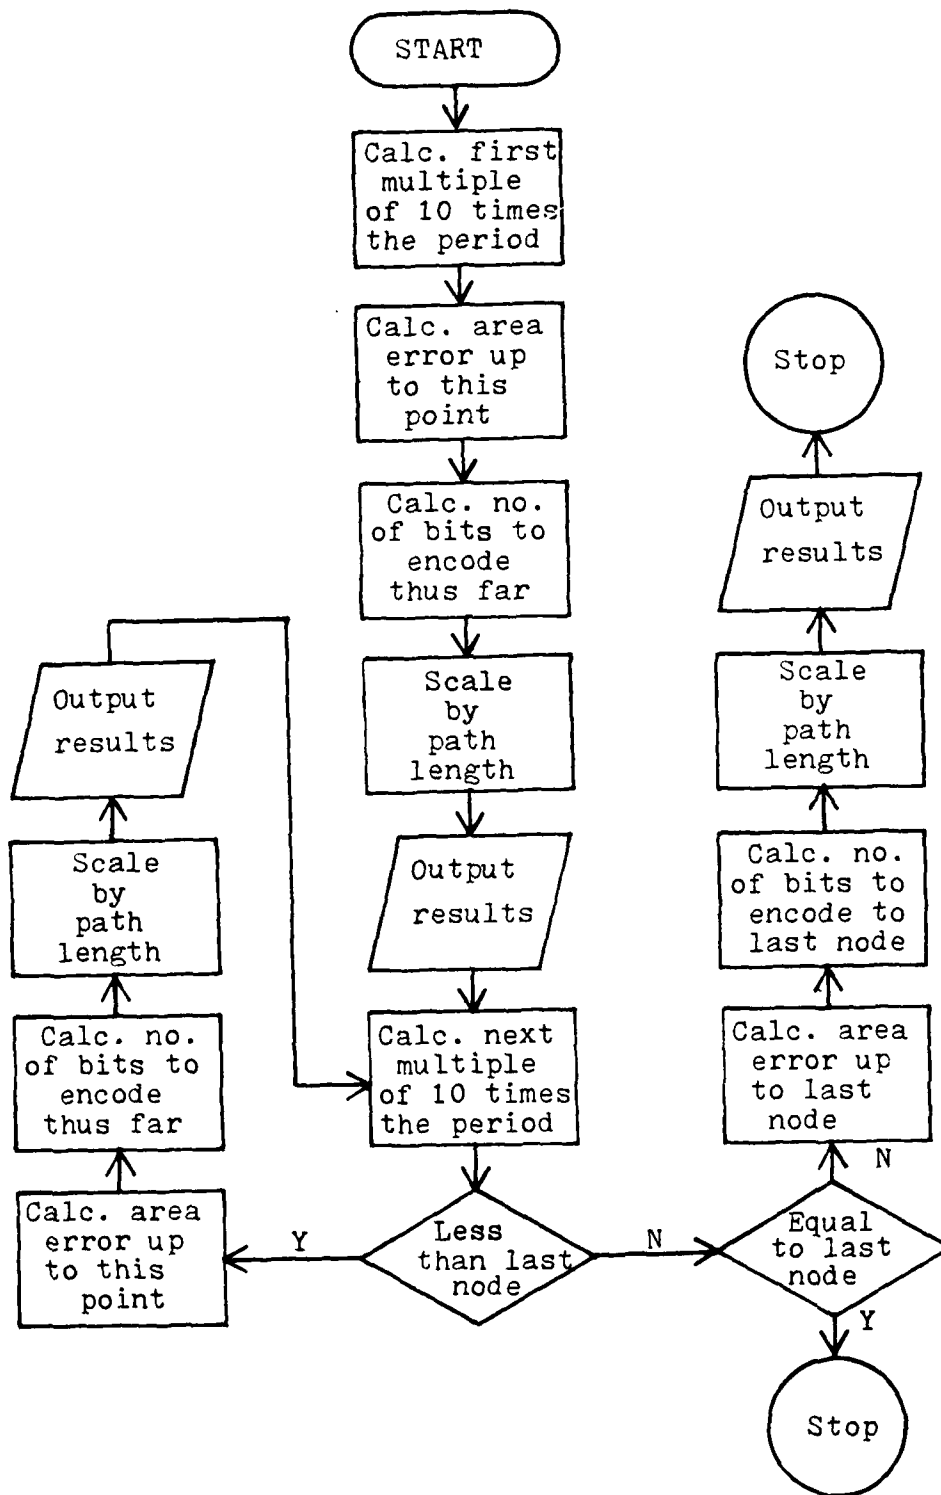 START
Calc. first
multiple
of 10 times
the period
Calc. area
error up
to this
point
Calc. no.
of bits to
encode
thus far
Scale
by
path
length
Output
results
Calc. next
multiple
of 10 times
the period
Less
than last
node
Y
N
Calc. area
error up
to this
point
Calc. no.
of bits to
encode
thus far
Scale
by
path
length
Output
results
Equal
to last
node
N
Y
Calc. area
error up
to last
node
Calc. no.
of bits to
encode to
last node
Scale
by
path
length
Output
results
Stop
Stop